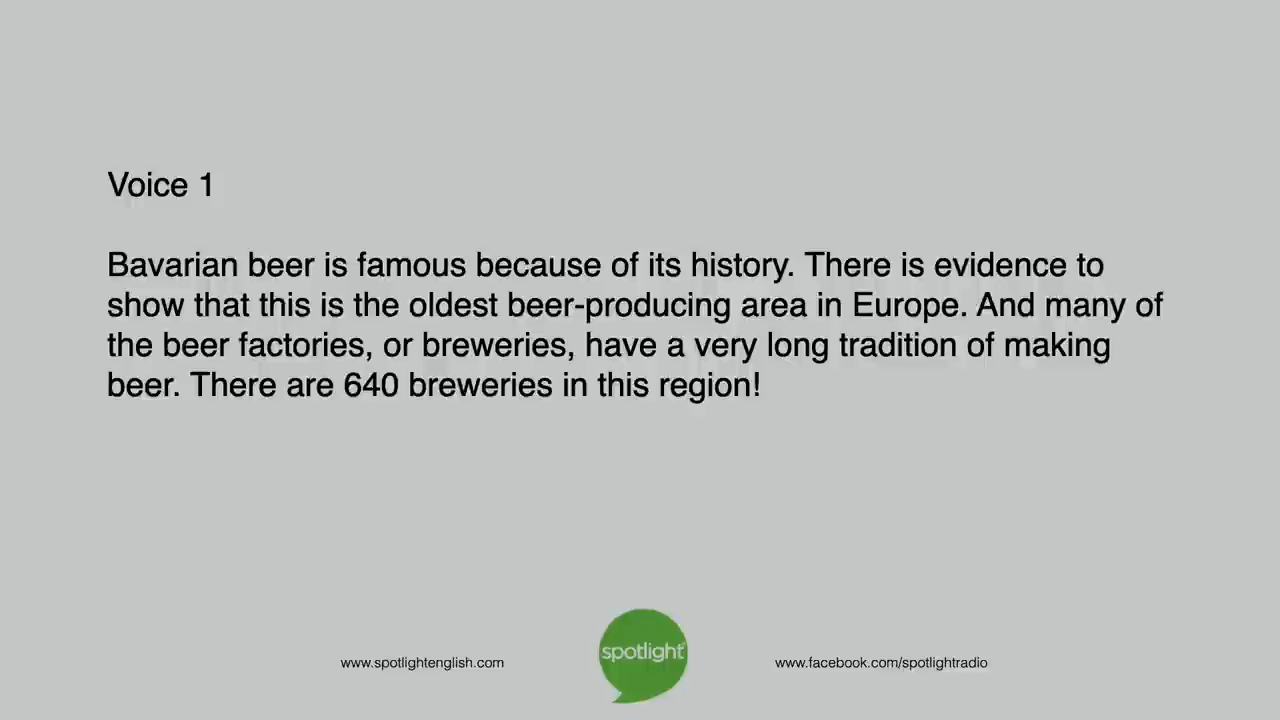 Voice 1
Bavarian beer is famous because of its history. There is evidence to
show that this is the oldest beer-producing area in Europe. And many of
the beer factories, or breweries, have a very long tradition of making
beer. There are 640 breweries in this region!
spotlight
www.spotlightenglish.com
www.facebook.com/spotlightradio